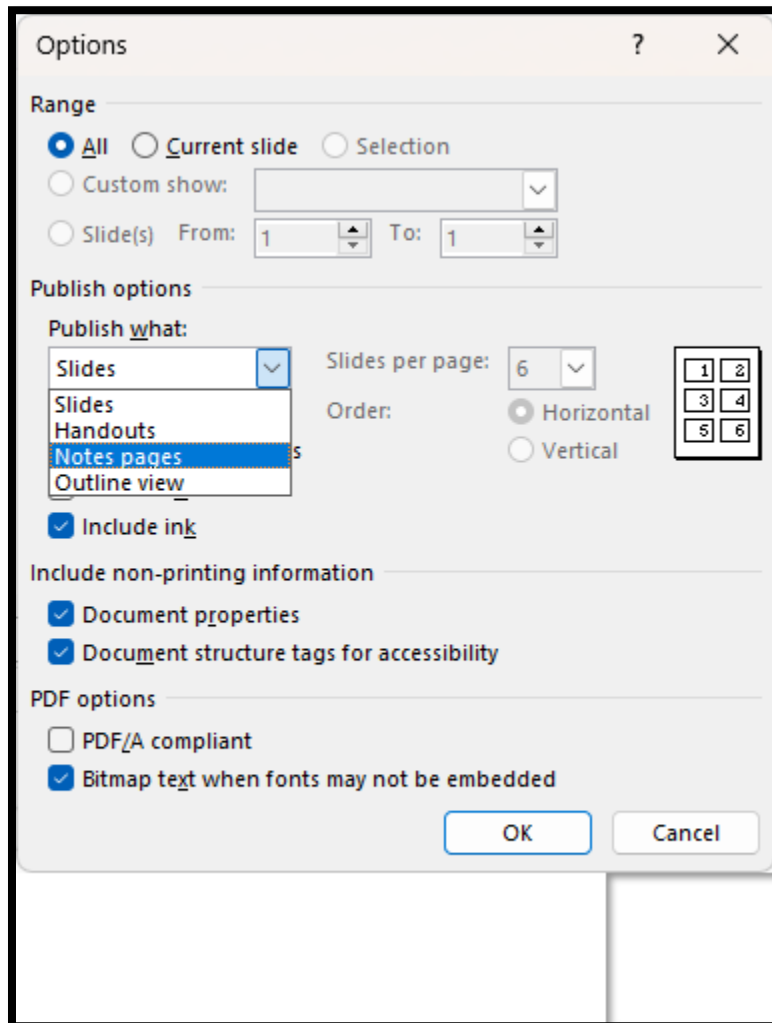 Options ?
Range
All Current slide Selection
Custom show:
Slide(s) From: 1 To: 1
Publish options
Publish what:
Slides
Slides per page: 6
Slides
Handouts
Notes pages
Outline view
Order: Horizontal
Vertical
s
1 2
3 4
5 6
Include ink
Include non-printing information
Document properties
Document structure tags for accessibility
PDF options
PDF/A compliant
Bitmap text when fonts may not be embedded
OK Cancel